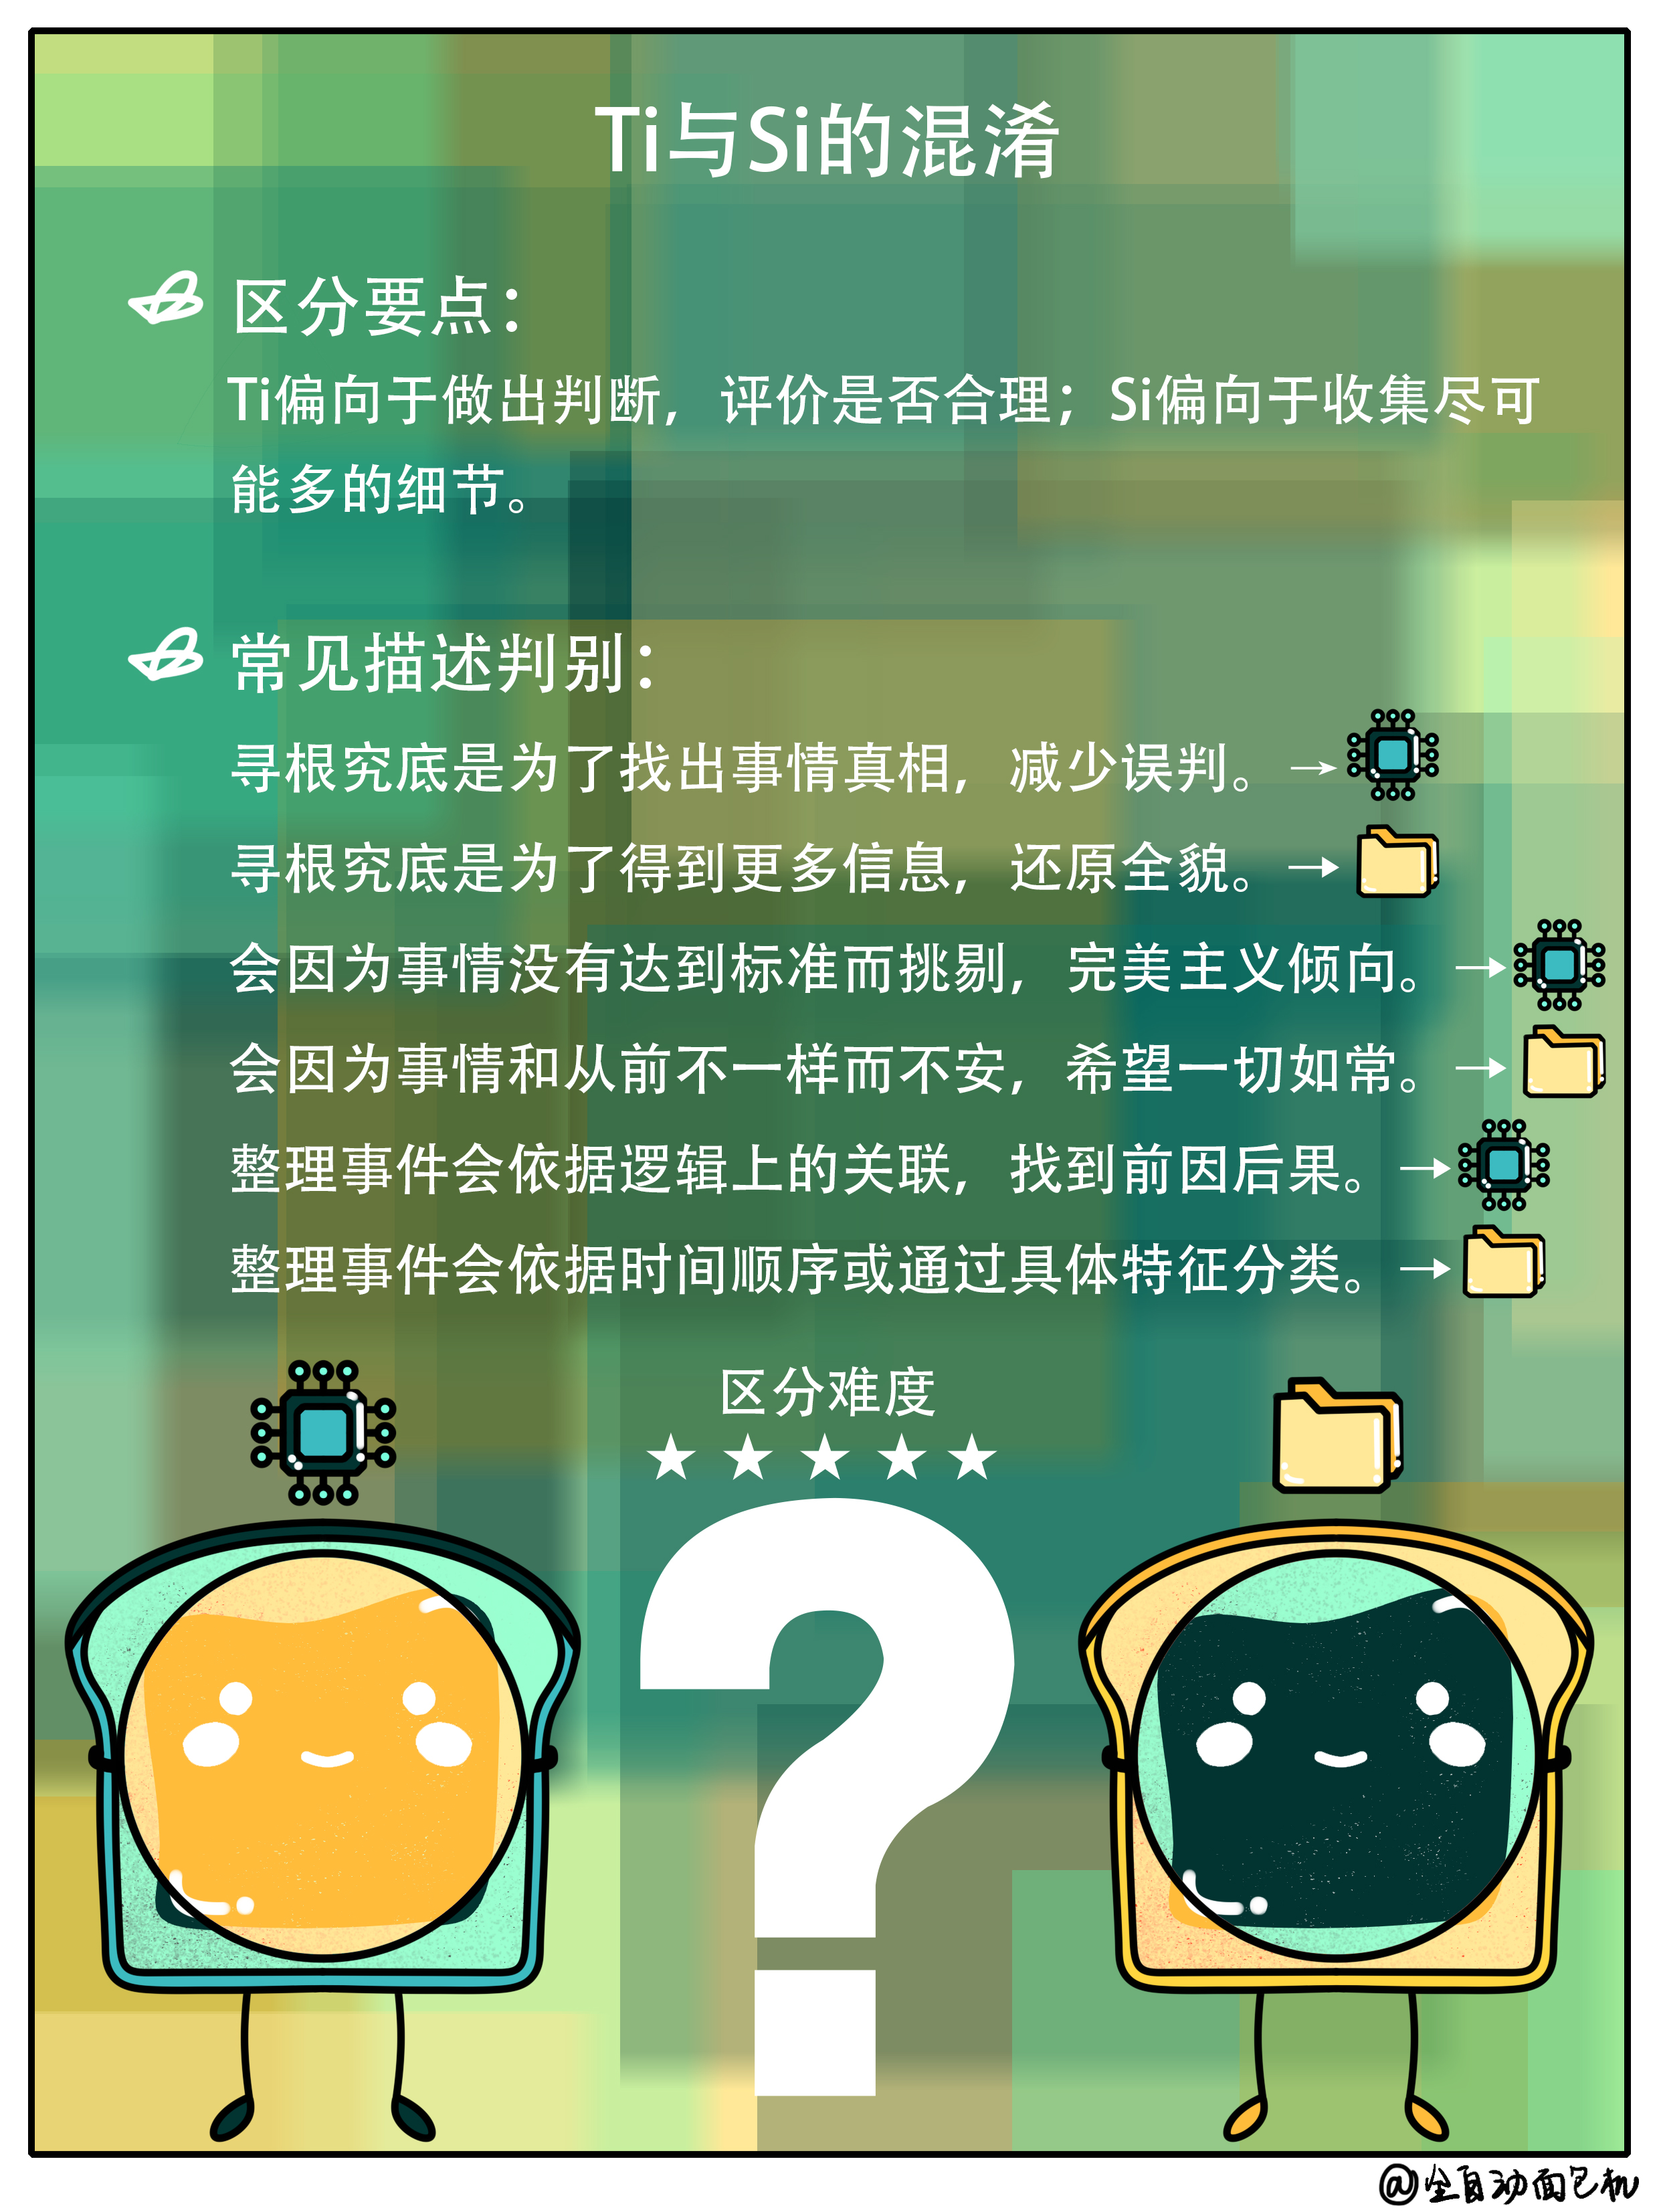 Ti与Si的混淆
区分要点：
Ti偏向于做出判断，评价是否合理；Si偏向于收集尽可
能多的细节。
常见描述判别：
寻根究底是为了找出事情真相，减少误判。→
寻根究底是为了得到更多信息，还原全貌。→
会因为事情没有达到标准而挑剔，完美主义倾向。→
会因为事情和从前不一样而不安，希望一切如常。→
整理事件会依据逻辑上的关联，找到前因后果。→
整理事件会依据时间顺序或通过具体特征分类。→
区分难度
★ ★ ★ ★ ★
?
@全自动面包机